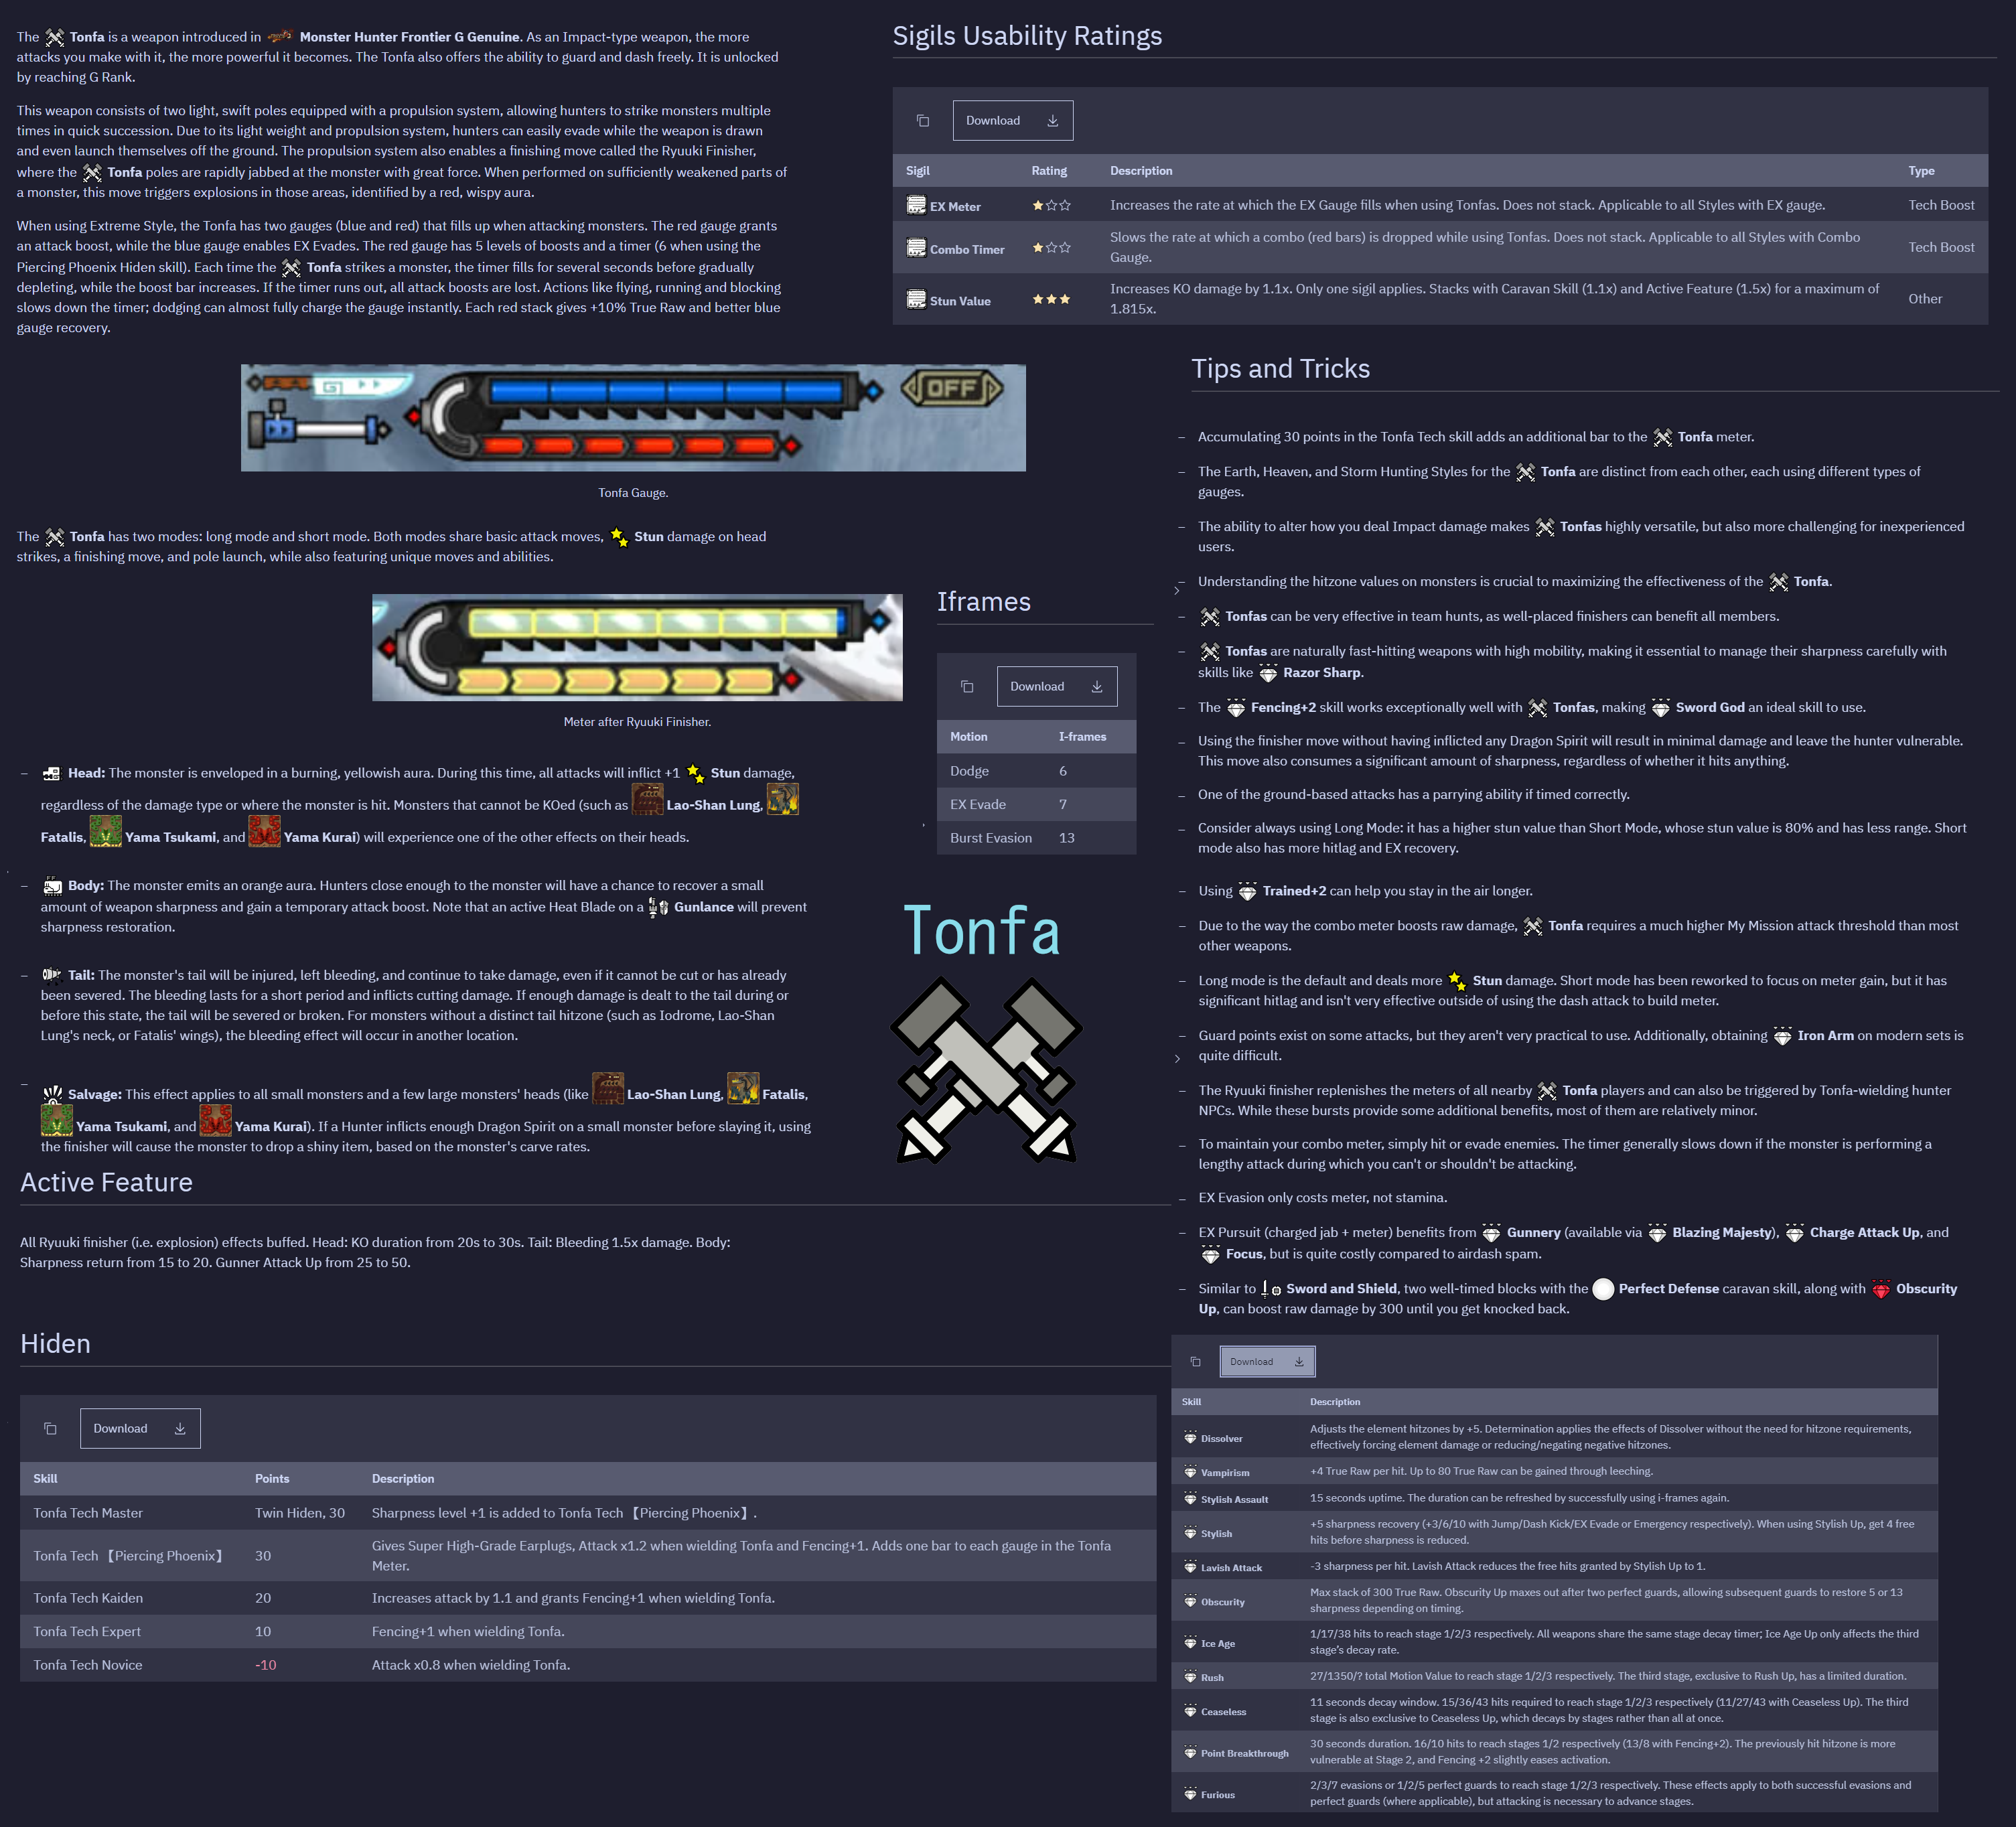 The Tonfa is a weapon introduced in Monster Hunter Frontier G Genuine. As an Impact-type weapon, the more
attacks you make with it, the more powerful it becomes. The Tonfa also offers the ability to guard and dash freely. It is unlocked
by reaching G Rank.
This weapon consists of two light, swift poles equipped with a propulsion system, allowing hunters to strike monsters multiple
times in quick succession. Due to its light weight and propulsion system, hunters can easily evade while the weapon is drawn
and even launch themselves off the ground. The propulsion system also enables a finishing move called the Ryuuki Finisher,
where the Tonfa poles are rapidly jabbed at the monster with great force. When performed on sufficiently weakened parts of
a monster, this move triggers explosions in those areas, identified by a red, wispy aura.
When using Extreme Style, the Tonfa has two gauges (blue and red) that fills up when attacking monsters. The red gauge grants
an attack boost, while the blue gauge enables EX Evades. The red gauge has 5 levels of boosts and a timer (6 when using the
Piercing Phoenix Hiden skill). Each time the Tonfa strikes a monster, the timer fills for several seconds before gradually
depleting, while the boost bar increases. If the timer runs out, all attack boosts are lost. Actions like flying, running and blocking
slows down the timer; dodging can almost fully charge the gauge instantly. Each red stack gives +10% True Raw and better blue
gauge recovery.
OFF
Tonfa Gauge.
The Tonfa has two modes: long mode and short mode. Both modes share basic attack moves, Stun damage on head
strikes, a finishing move, and pole launch, while also featuring unique moves and abilities.
Meter after Ryuuki Finisher.
– Head: The monster is enveloped in a burning, yellowish aura. During this time, all attacks will inflict +1 Stun damage,
regardless of the damage type or where the monster is hit. Monsters that cannot be KOed (such as Lao-Shan Lung,
Fatalis, Yama Tsukami, and Yama Kurai) will experience one of the other effects on their heads.
– Body: The monster emits an orange aura. Hunters close enough to the monster will have a chance to recover a small
amount of weapon sharpness and gain a temporary attack boost. Note that an active Heat Blade on a Gunlance will prevent
sharpness restoration.
– Tail: The monster's tail will be injured, left bleeding, and continue to take damage, even if it cannot be cut or has already
been severed. The bleeding lasts for a short period and inflicts cutting damage. If enough damage is dealt to the tail during or
before this state, the tail will be severed or broken. For monsters without a distinct tail hitzone (such as Iodrome, Lao-Shan
Lung's neck, or Fatalis' wings), the bleeding effect will occur in another location.
– Salvage: This effect applies to all small monsters and a few large monsters' heads (like Lao-Shan Lung, Fatalis,
Yama Tsukami, and Yama Kurai). If a Hunter inflicts enough Dragon Spirit on a small monster before slaying it, using
the finisher will cause the monster to drop a shiny item, based on the monster's carve rates.
Active Feature
All Ryuuki finisher (i.e. explosion) effects buffed. Head: KO duration from 20s to 30s. Tail: Bleeding 1.5x damage. Body:
Sharpness return from 15 to 20. Gunner Attack Up from 25 to 50.
Hiden
Download
Skill Points Description
Tonfa Tech Master Twin Hiden, 30 Sharpness level +1 is added to Tonfa Tech 【Piercing Phoenix】.
Tonfa Tech 【Piercing Phoenix】 30 Gives Super High-Grade Earplugs, Attack x1.2 when wielding Tonfa and Fencing+1. Adds one bar to each gauge in the Tonfa
Meter.
Tonfa Tech Kaiden 20 Increases attack by 1.1 and grants Fencing+1 when wielding Tonfa.
Tonfa Tech Expert 10 Fencing+1 when wielding Tonfa.
Tonfa Tech Novice -10 Attack x0.8 when wielding Tonfa.
Sigils Usability Ratings
Download
Sigil Rating Description Type
EX Meter ★☆☆ Increases the rate at which the EX Gauge fills when using Tonfas. Does not stack. Applicable to all Styles with EX gauge. Tech Boost
Combo Timer ★☆☆ Slows the rate at which a combo (red bars) is dropped while using Tonfas. Does not stack. Applicable to all Styles with Combo
Gauge. Tech Boost
Stun Value ★★★ Increases KO damage by 1.1x. Only one sigil applies. Stacks with Caravan Skill (1.1x) and Active Feature (1.5x) for a maximum of
1.815x. Other
Iframes
Download
Motion I-frames
Dodge 6
EX Evade 7
Burst Evasion 13
Tonfa
Tips and Tricks
– Accumulating 30 points in the Tonfa Tech skill adds an additional bar to the Tonfa meter.
– The Earth, Heaven, and Storm Hunting Styles for the Tonfa are distinct from each other, each using different types of
gauges.
– The ability to alter how you deal Impact damage makes Tonfas highly versatile, but also more challenging for inexperienced
users.
– Understanding the hitzone values on monsters is crucial to maximizing the effectiveness of the Tonfa.
– Tonfas can be very effective in team hunts, as well-placed finishers can benefit all members.
– Tonfas are naturally fast-hitting weapons with high mobility, making it essential to manage their sharpness carefully with
skills like Razor Sharp.
– The Fencing+2 skill works exceptionally well with Tonfas, making Sword God an ideal skill to use.
– Using the finisher move without having inflicted any Dragon Spirit will result in minimal damage and leave the hunter vulnerable.
This move also consumes a significant amount of sharpness, regardless of whether it hits anything.
– One of the ground-based attacks has a parrying ability if timed correctly.
– Consider always using Long Mode: it has a higher stun value than Short Mode, whose stun value is 80% and has less range. Short
mode also has more hitlag and EX recovery.
– Using Trained+2 can help you stay in the air longer.
– Due to the way the combo meter boosts raw damage, Tonfa requires a much higher My Mission attack threshold than most
other weapons.
– Long mode is the default and deals more Stun damage. Short mode has been reworked to focus on meter gain, but it has
significant hitlag and isn't very effective outside of using the dash attack to build meter.
– Guard points exist on some attacks, but they aren't very practical to use. Additionally, obtaining Iron Arm on modern sets is
quite difficult.
– The Ryuuki finisher replenishes the meters of all nearby Tonfa players and can also be triggered by Tonfa-wielding hunter
NPCs. While these bursts provide some additional benefits, most of them are relatively minor.
– To maintain your combo meter, simply hit or evade enemies. The timer generally slows down if the monster is performing a
lengthy attack during which you can't or shouldn't be attacking.
– EX Evasion only costs meter, not stamina.
– EX Pursuit (charged jab + meter) benefits from Gunnery (available via Blazing Majesty), Charge Attack Up, and
Focus, but is quite costly compared to airdash spam.
– Similar to Sword and Shield, two well-timed blocks with the Perfect Defense caravan skill, along with Obscurity
Up, can boost raw damage by 300 until you get knocked back.
Download
Skill Description
Dissolver Adjusts the element hitzones by +5. Determination applies the effects of Dissolver without the need for hitzone requirements,
effectively forcing element damage or reducing/negating negative hitzones.
Vampirism +4 True Raw per hit. Up to 80 True Raw can be gained through leeching.
Stylish Assault 15 seconds uptime. The duration can be refreshed by successfully using i-frames again.
Stylish +5 sharpness recovery (+3/6/10 with Jump/Dash Kick/EX Evade or Emergency respectively). When using Stylish Up, get 4 free
hits before sharpness is reduced.
Lavish Attack -3 sharpness per hit. Lavish Attack reduces the free hits granted by Stylish Up to 1.
Obscurity Max stack of 300 True Raw. Obscurity Up maxes out after two perfect guards, allowing subsequent guards to restore 5 or 13
sharpness depending on timing.
Ice Age 1/17/38 hits to reach stage 1/2/3 respectively. All weapons share the same stage decay timer; Ice Age Up only affects the third
stage’s decay rate.
Rush 27/1350/? total Motion Value to reach stage 1/2/3 respectively. The third stage, exclusive to Rush Up, has a limited duration.
Ceaseless 11 seconds decay window. 15/36/43 hits required to reach stage 1/2/3 respectively (11/27/43 with Ceaseless Up). The third
stage is also exclusive to Ceaseless Up, which decays by stages rather than all at once.
Point Breakthrough 30 seconds duration. 16/10 hits to reach stages 1/2 respectively (13/8 with Fencing+2). The previously hit hitzone is more
vulnerable at Stage 2, and Fencing +2 slightly eases activation.
Furious 2/3/7 evasions or 1/2/5 perfect guards to reach stage 1/2/3 respectively. These effects apply to both successful evasions and
perfect guards (where applicable), but attacking is necessary to advance stages.